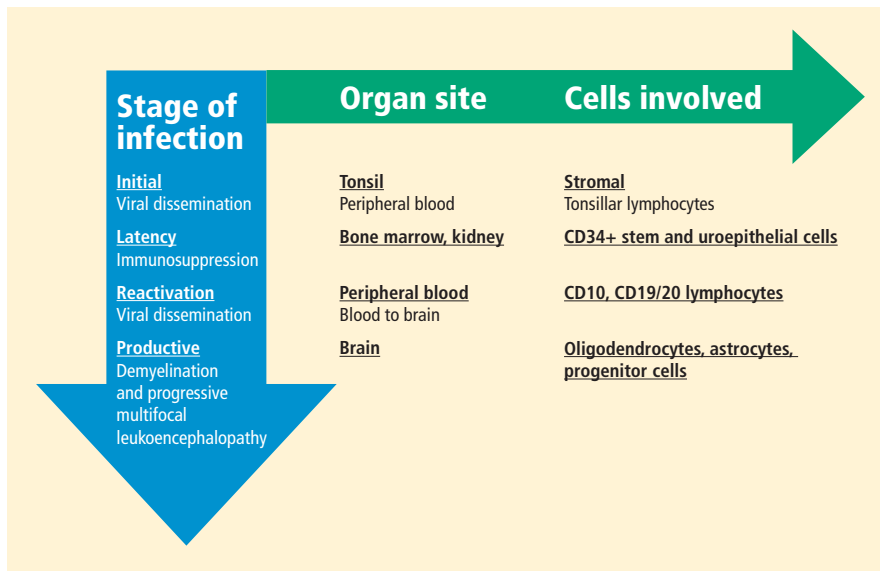 Stage of
infection
Organ site
Cells involved
Initial
Viral dissemination
Tonsil
Peripheral blood
Stromal
Tonsillar lymphocytes
Latency
Immunosuppression
Bone marrow, kidney
CD34+ stem and uroepithelial cells
Reactivation
Viral dissemination
Peripheral blood
Blood to brain
CD10, CD19/20 lymphocytes
Productive
Demyelination
and progressive
multifocal
leukoencephalopathy
Brain
Oligodendrocytes, astrocytes,
progenitor cells